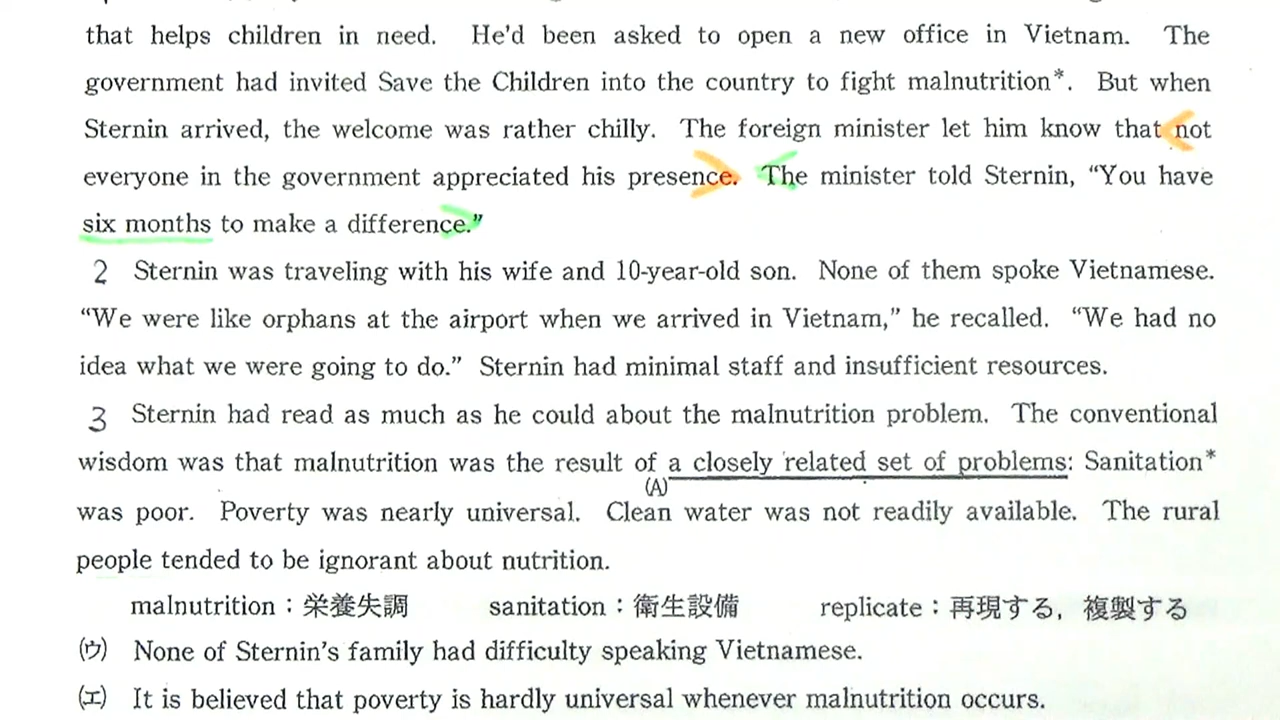 that helps children in need. He'd been asked to open a new office in Vietnam. The
government had invited Save the Children into the country to fight malnutrition*. But when
Sternin arrived, the welcome was rather chilly. The foreign minister let him know that not
everyone in the government appreciated his presence. The minister told Sternin, “You have
six months to make a difference.”
2 Sternin was traveling with his wife and 10-year-old son. None of them spoke Vietnamese.
“We were like orphans at the airport when we arrived in Vietnam,” he recalled. “We had no
idea what we were going to do.” Sternin had minimal staff and insufficient resources.
3 Sternin had read as much as he could about the malnutrition problem. The conventional
wisdom was that malnutrition was the result of a closely related set of problems: Sanitation*
(A)
was poor. Poverty was nearly universal. Clean water was not readily available. The rural
people tended to be ignorant about nutrition.
malnutrition：栄養失調 sanitation：衛生設備 replicate：再現する，複製する
(ウ) None of Sternin's family had difficulty speaking Vietnamese.
(エ) It is believed that poverty is hardly universal whenever malnutrition occurs.